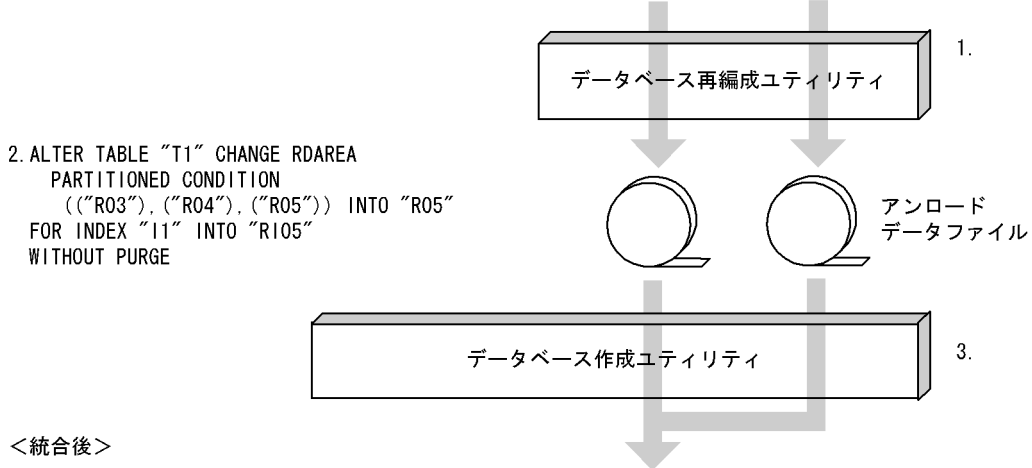 1.
データベース再編成ユティリティ
2.ALTER TABLE "T1" CHANGE RDAREA
PARTITIONED CONDITION
(("R03"),("R04"),("R05")) INTO "R05"
FOR INDEX "I1" INTO "RI05"
WITHOUT PURGE
アンロード
データファイル
データベース作成ユティリティ
3.
＜統合後＞